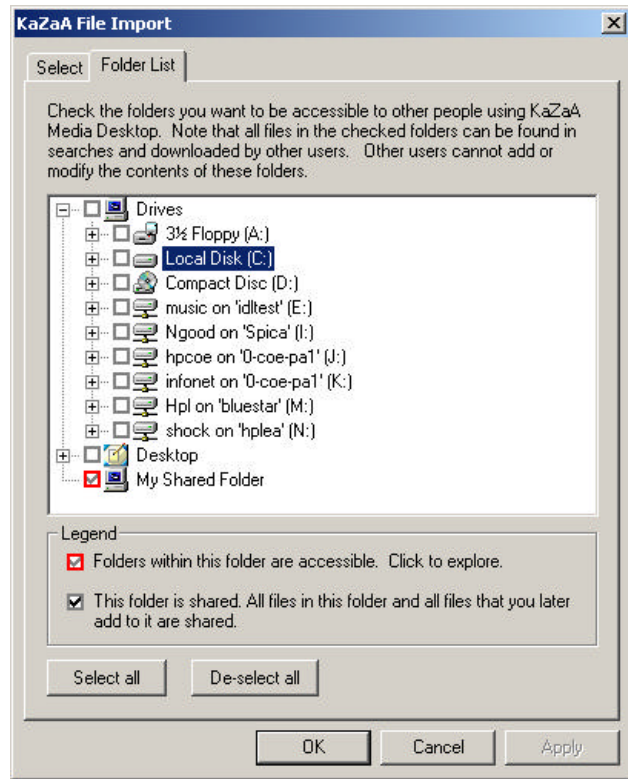 KaZaA File Import
Select
Folder List
Check the folders you want to be accessible to other people using KaZaA
Media Desktop.  Note that all files in the checked folders can be found in
searches and downloaded by other users.   Other users cannot add or
modify the contents of these folders.
Drives
3½ Floppy (A:)
Local Disk (C:)
Compact Disc (D:)
music on 'idltest' (E:)
Ngood on 'Spica' (I:)
hpcoe on '0-coe-pa1' (J:)
infonet on '0-coe-pa1' (K:)
Hpl on 'bluestar' (M:)
shock on 'hplea' (N:)
Desktop
My Shared Folder
Legend
Folders within this folder are accessible.  Click to explore.
This folder is shared. All files in this folder and all files that you later
add to it are shared.
Select all
De-select all
OK
Cancel
Apply